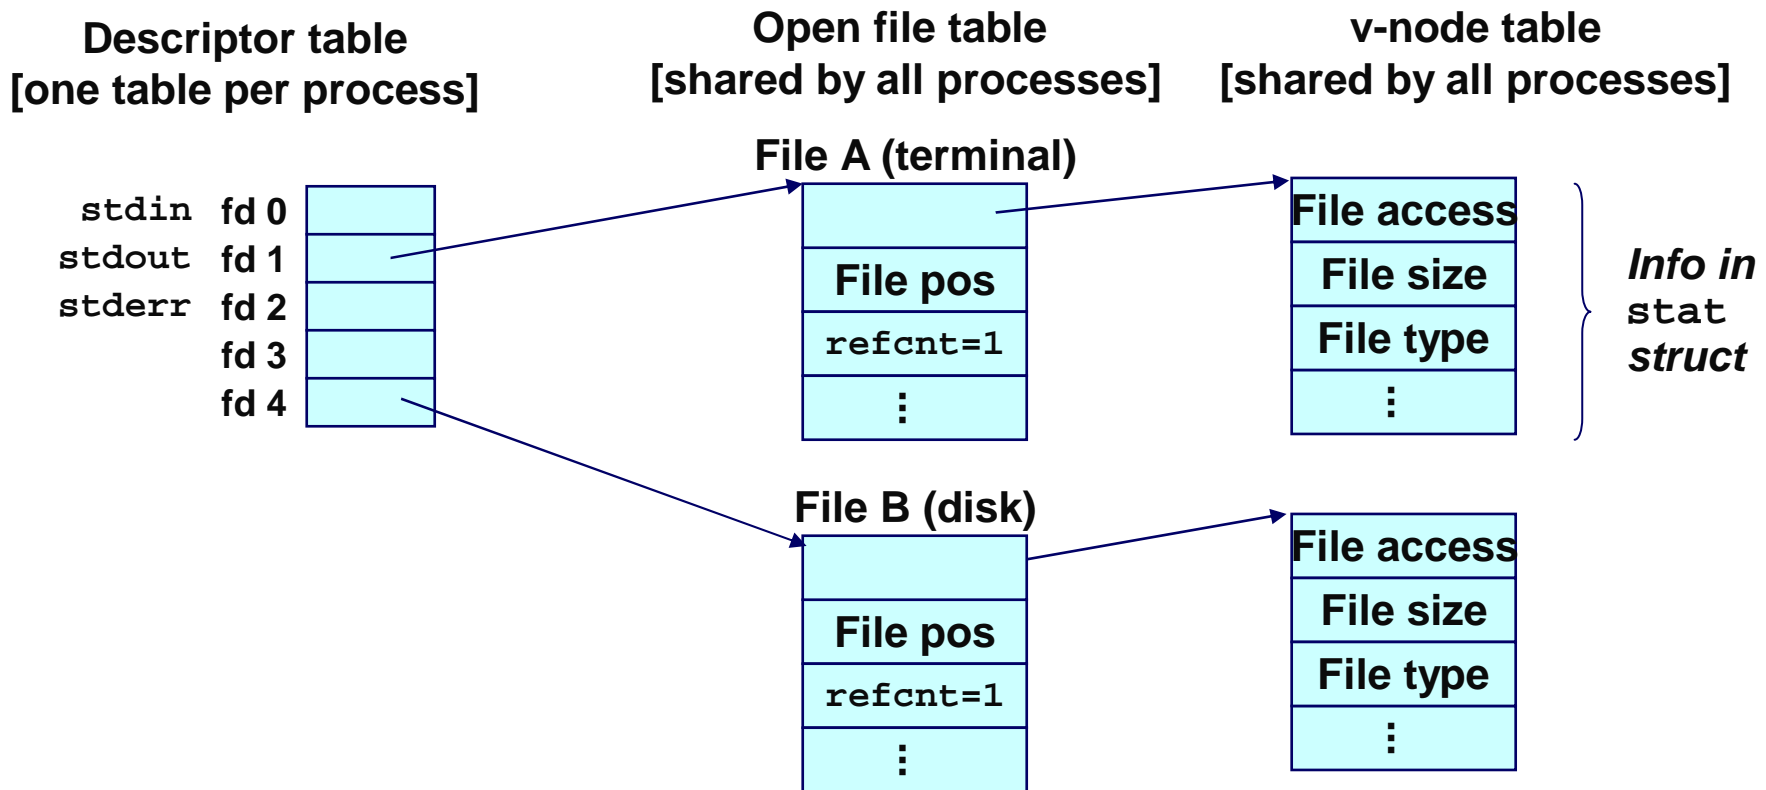 Descriptor table
[one table per process]
Open file table
[shared by all processes]
v-node table
[shared by all processes]
stdin fd 0
stdout fd 1
stderr fd 2
fd 3
fd 4
File A (terminal)
File pos
refcnt=1
⋮
File access
File size
File type
⋮
Info in
stat
struct
File B (disk)
File pos
refcnt=1
⋮
File access
File size
File type
⋮